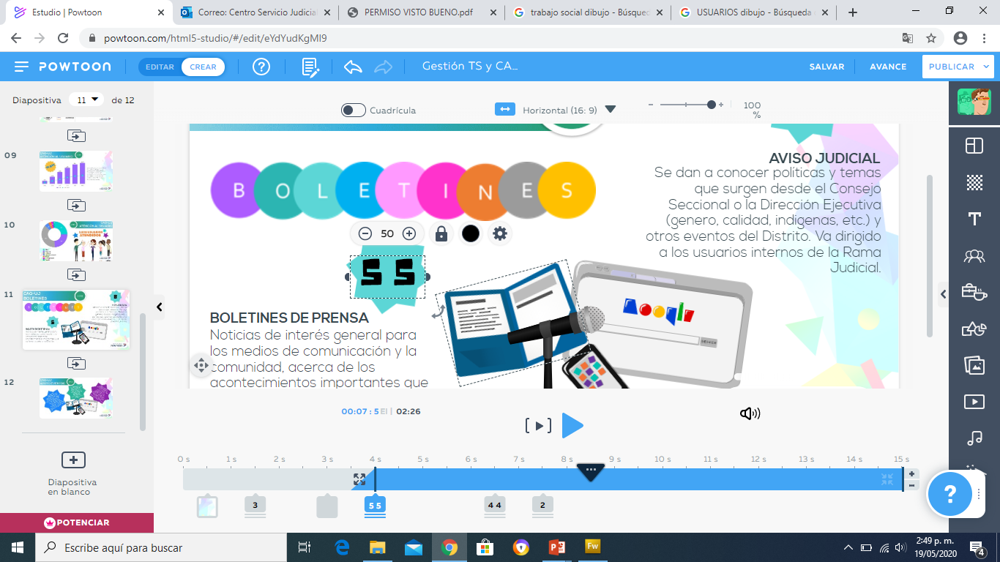 Estudio | Powtoon
Correo: Centro Servicio Judicial
PERMISO VISTO BUENO.pdf
trabajo social dibujo - Búsqued
USUARIOS dibujo - Búsqueda
powtoon.com/html5-studio/#/edit/eYdYudKgMI9
POWTOON
EDITAR
CREAR
Gestión TS y CA...
SALVAR
AVANCE
PUBLICAR
Diapositiva 11 de 12
Cuadrícula
Horizontal (16: 9)
100
%
09
10
11
12
BOLETINES
50
55
AVISO JUDICIAL
Se dan a conocer políticas y temas
que surgen desde el Consejo
Seccional o la Dirección Ejecutiva
(genero, calidad, indigenas, etc.) y
otros eventos del Distrito. Va dirigido
a los usuarios internos de la Rama
Judicial.
BOLETINES DE PRENSA
Noticias de interés general para
los medios de comunicación y la
comunidad, acerca de los
acontecimientos importantes que
00:07 : 5 El | 02:26
0 s 1 s 2 s 3 s 4 s 5 s 6 s 7 s 8 s 9 s 10 s 11 s 12 s 13 s 14 s 15 s
3
5 5
4 4
2
Diapositiva
en blanco
POTENCIAR
?
Escribe aquí para buscar
Fw
2:49 p. m.
19/05/2020
4